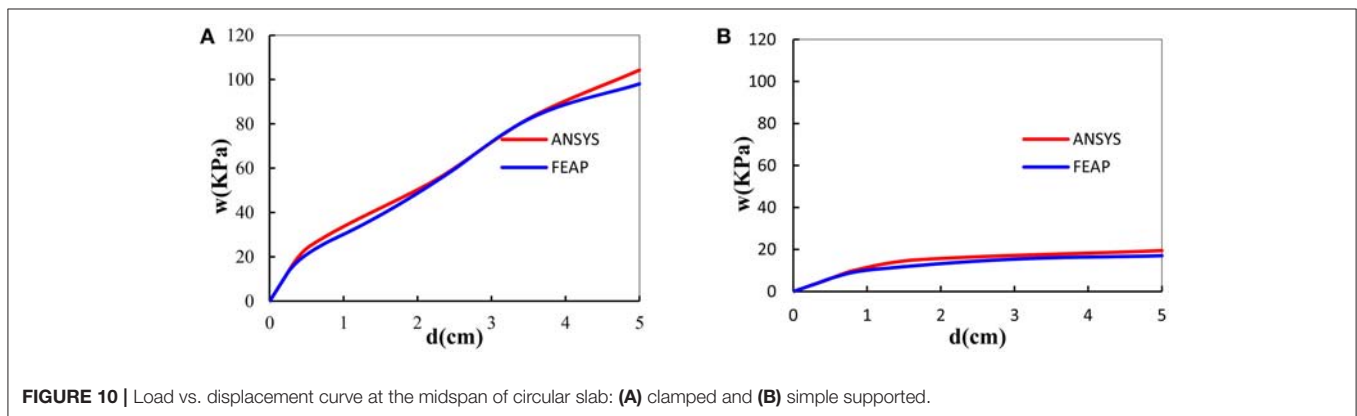 A
120
100
80
60
40
20
0
w(KPa)
ANSYS
FEAP
0 1 2 3 4 5
d(cm)
B
120
100
80
60
40
20
0
w(KPa)
ANSYS
FEAP
0 1 2 3 4 5
d(cm)
FIGURE 10 | Load vs. displacement curve at the midspan of circular slab: (A) clamped and (B) simple supported.